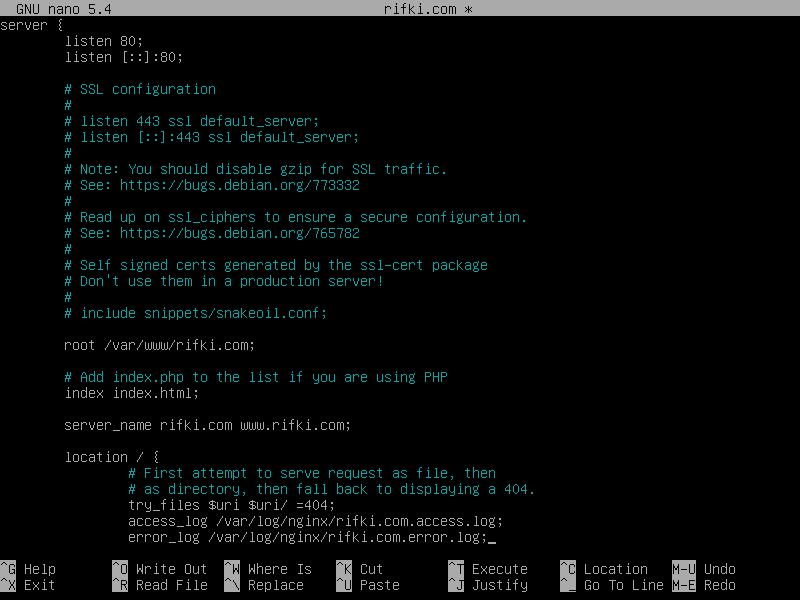 GNU nano 5.4 rifki.com *
server {
listen 80;
listen [::]:80;
# SSL configuration
#
# listen 443 ssl default_server;
# listen [::]:443 ssl default_server;
#
# Note: You should disable gzip for SSL traffic.
# See: https://bugs.debian.org/773332
#
# Read up on ssl_ciphers to ensure a secure configuration.
# See: https://bugs.debian.org/765782
#
# Self signed certs generated by the ssl-cert package
# Don't use them in a production server!
#
# include snippets/snakeoil.conf;
root /var/www/rifki.com;
# Add index.php to the list if you are using PHP
index index.html;
server_name rifki.com www.rifki.com;
location / {
# First attempt to serve request as file, then
# as directory, then fall back to displaying a 404.
try_files $uri $uri/ =404;
access_log /var/log/nginx/rifki.com.access.log;
error_log /var/log/nginx/rifki.com.error.log;_
^G Help ^O Write Out ^W Where Is ^K Cut ^T Execute ^C Location M-U Undo
^X Exit ^R Read File ^\ Replace ^U Paste ^J Justify ^_ Go To Line M-E Redo